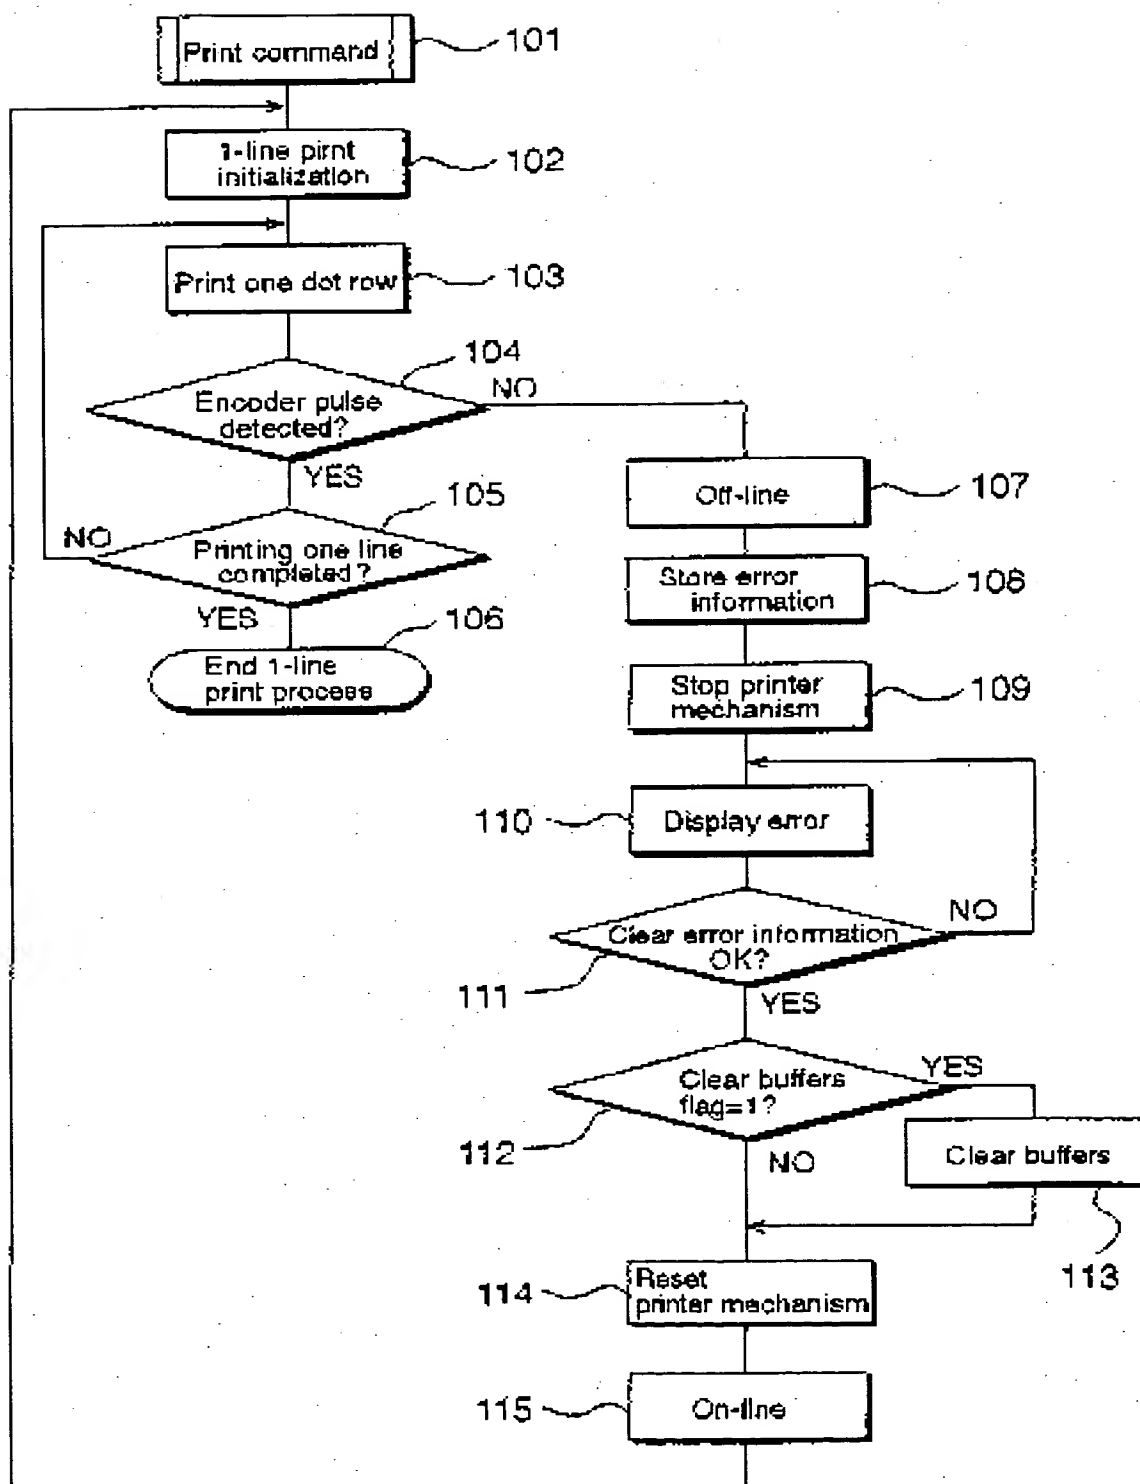 Print command
101
1-line pirnt
initialization
102
Print one dot row
103
104
Encoder pulse
detected?
NO
YES
105
NO
Printing one line
completed?
YES
106
End 1-line
print process
Off-line
107
Store error
information
108
Stop printer
mechanism
109
110
Display error
Clear error information
OK?
NO
111
YES
Clear buffers
flag=1?
YES
112
NO
Clear buffers
113
114
Reset
printer mechanism
115
On-line